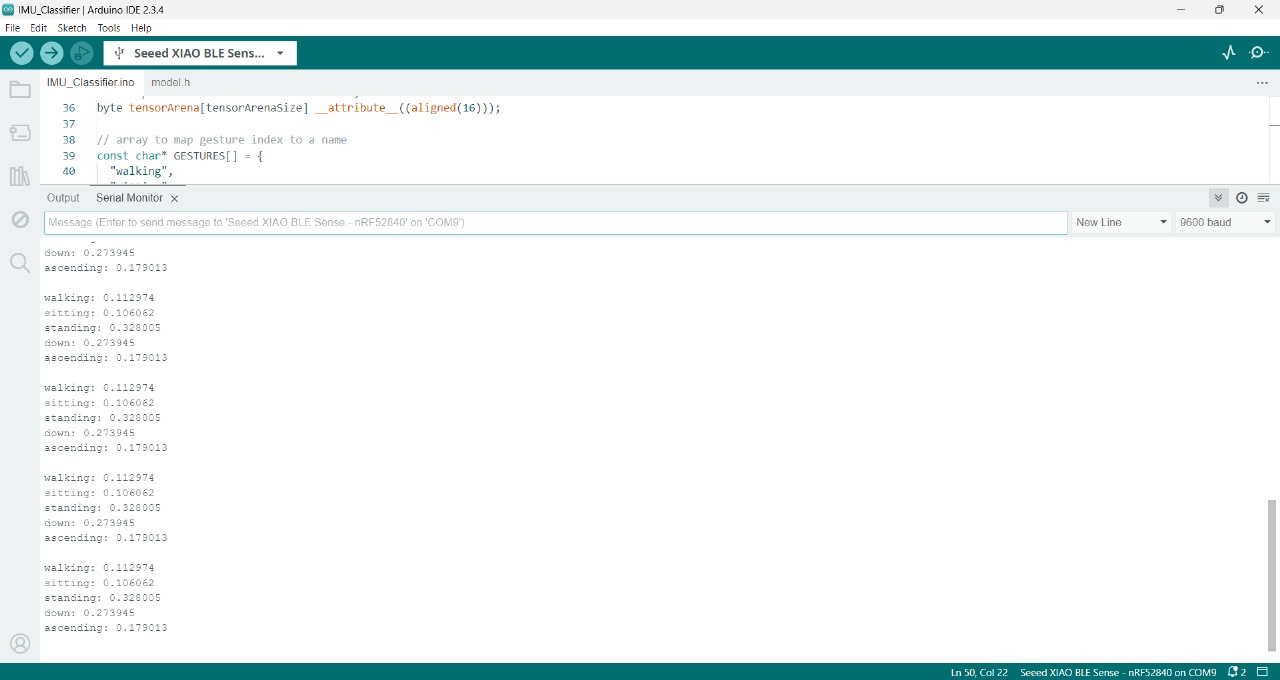 IMU_Classifier | Arduino IDE 2.3.4
File Edit Sketch Tools Help
Seeed XIAO BLE Sens...
IMU_Classifier.ino model.h
36 byte tensorArena[tensorArenaSize] __attribute__((aligned(16)));
37
38 // array to map gesture index to a name
39 const char* GESTURES[] = {
40 "walking",
Output Serial Monitor
Message (Enter to send message to 'Seeed XIAO BLE Sense - nRF52840' on 'COM9')
New Line 9600 baud
down: 0.273945
ascending: 0.179013
walking: 0.112974
sitting: 0.106062
standing: 0.328005
down: 0.273945
ascending: 0.179013
walking: 0.112974
sitting: 0.106062
standing: 0.328005
down: 0.273945
ascending: 0.179013
walking: 0.112974
sitting: 0.106062
standing: 0.328005
down: 0.273945
ascending: 0.179013
walking: 0.112974
sitting: 0.106062
standing: 0.328005
down: 0.273945
ascending: 0.179013
Ln 50, Col 22 Seeed XIAO BLE Sense - nRF52840 on COM9 2